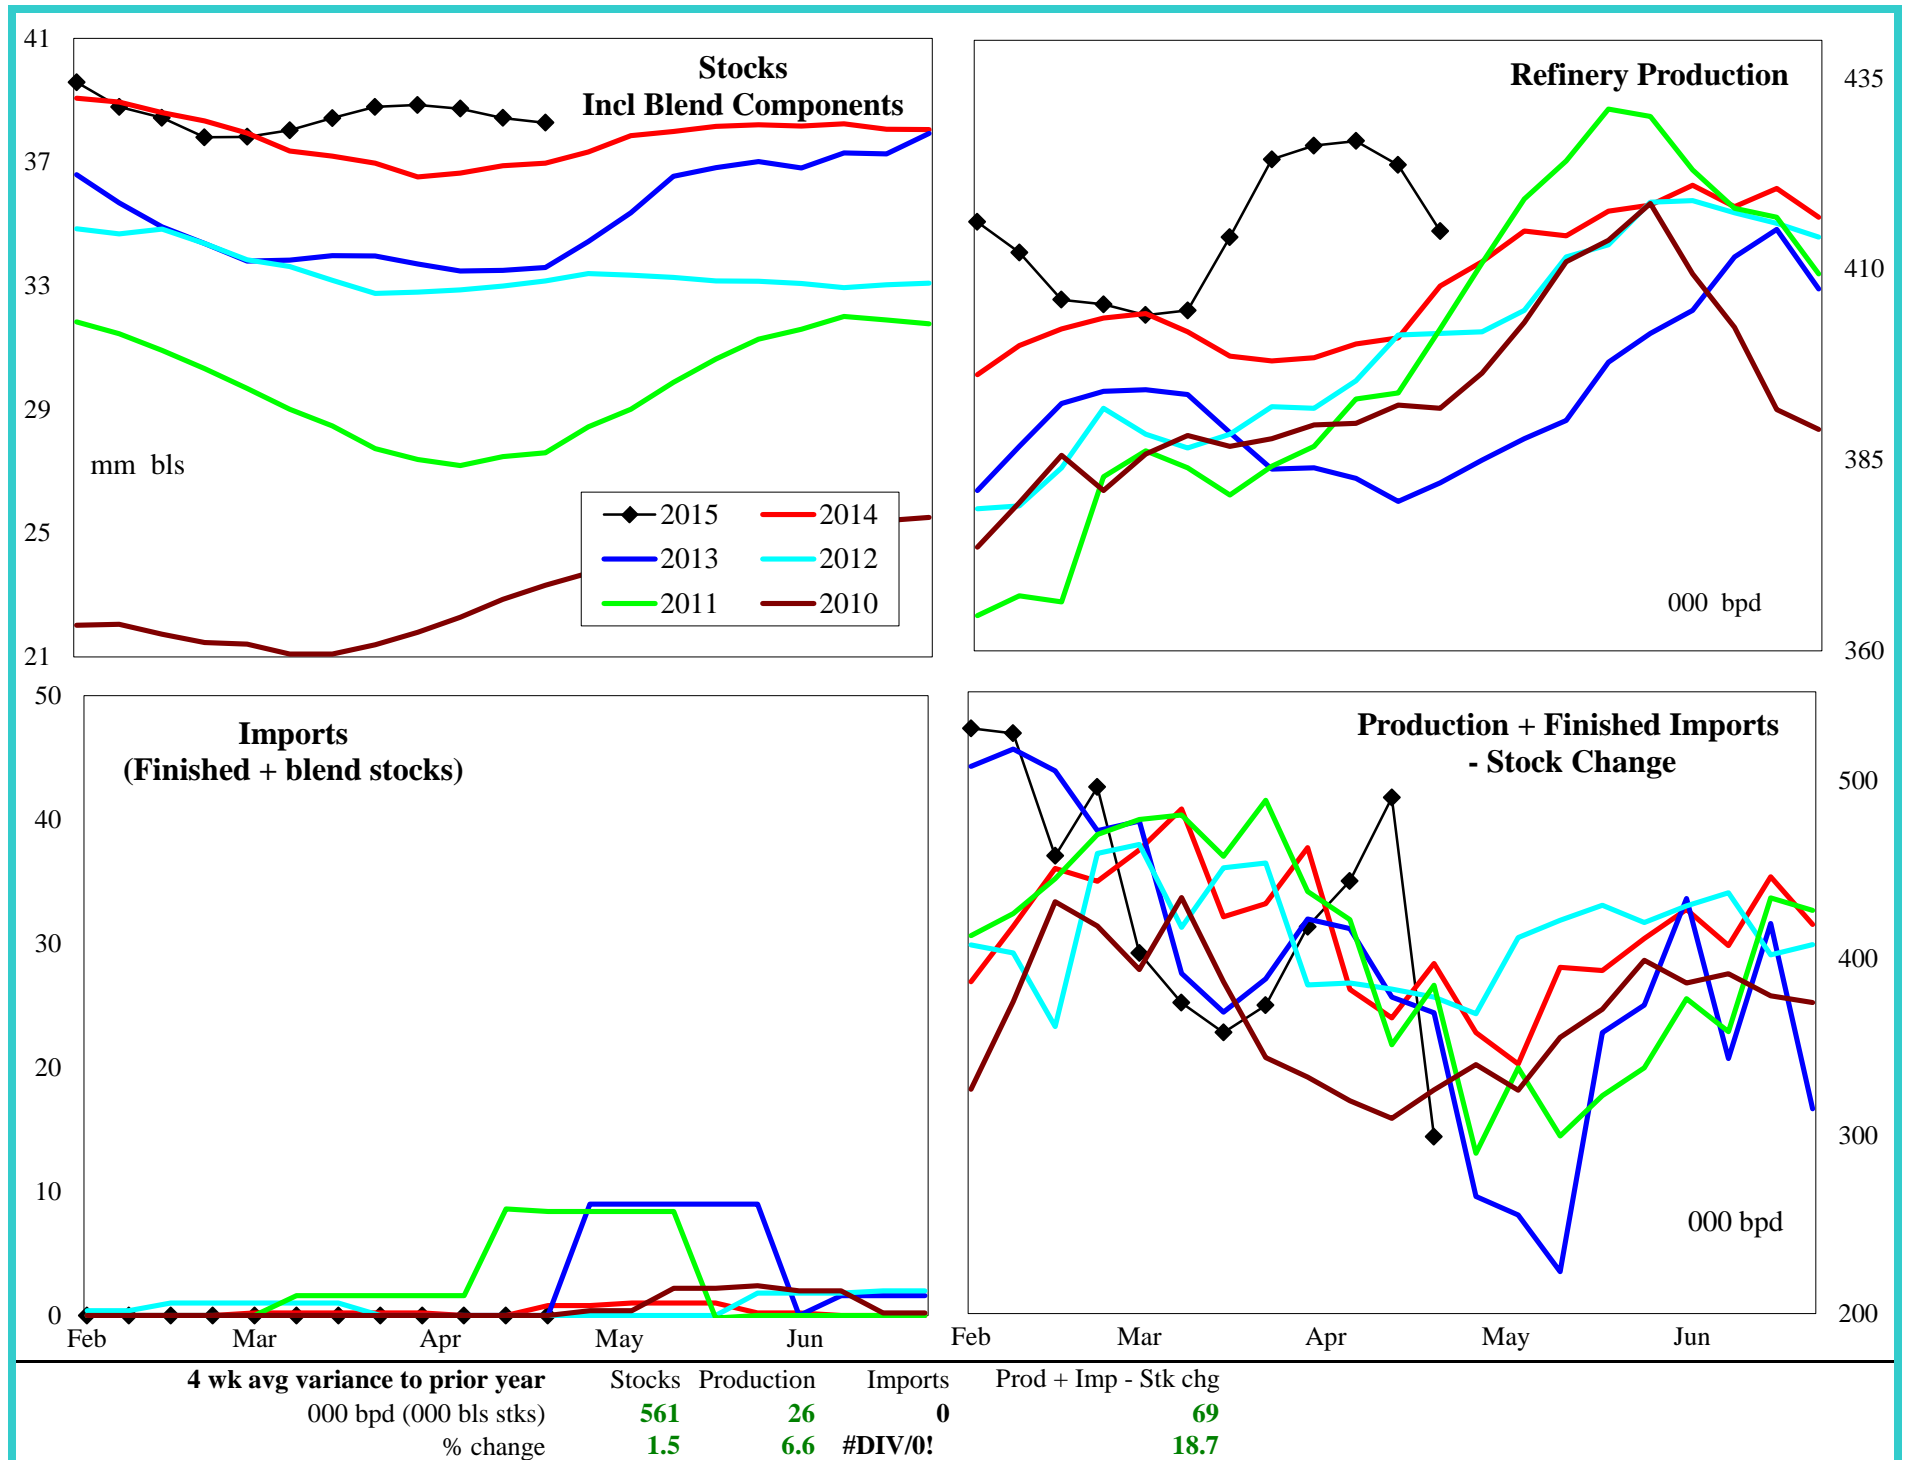 41
37
33
29
25
21
Stocks
Incl Blend Components
mm bls
2015
2014
2013
2012
2011
2010
Refinery Production
435
410
385
360
000 bpd
50
40
30
20
10
0
Imports
(Finished + blend stocks)
Feb Mar Apr May Jun
Production + Finished Imports
- Stock Change
500
400
300
200
000 bpd
Feb Mar Apr May Jun
4 wk avg variance to prior year Stocks Production Imports Prod + Imp - Stk chg
000 bpd (000 bls stks) 561 26 0 69
% change 1.5 6.6 #DIV/0! 18.7